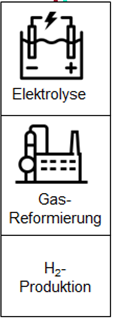 Elektrolyse
Gas-
Reformierung
H₂-
Produktion